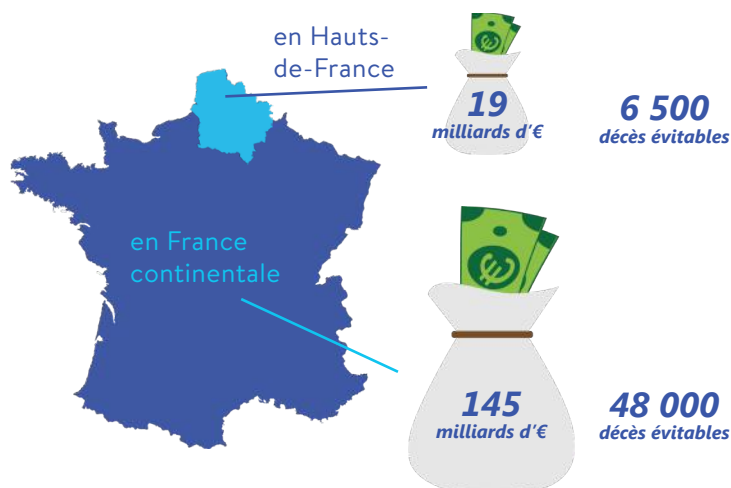 en Hauts-
de-France
19
milliards d'€
6 500
décès évitables
en France
continentale
145
milliards d'€
48 000
décès évitables